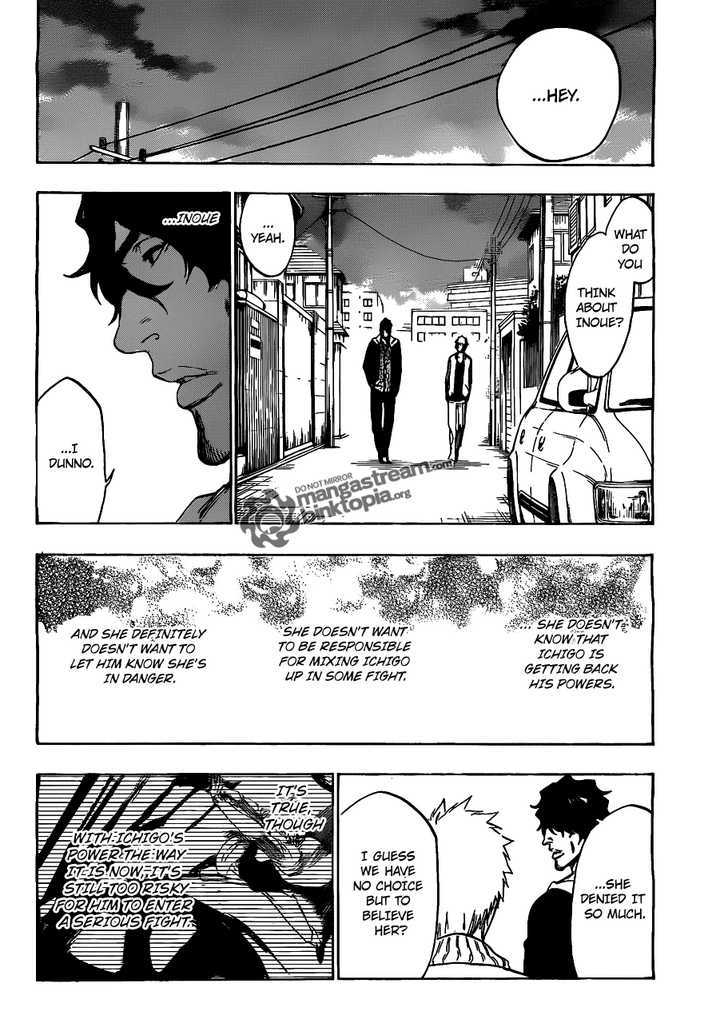 ...HEY.
WHAT
DO
YOU
THINK
ABOUT
INOUE?
...
YEAH.
...INOUE
...I
DUNNO.
DO NOT MIRROR
mangastream.com
binktopia.org
... SHE DOESN'T
KNOW THAT
ICHIGO IS
GETTING BACK
HIS POWERS.
SHE DOESN'T WANT
TO BE RESPONSIBLE
FOR MIXING ICHIGO
UP IN SOME FIGHT.
AND SHE DEFINITELY
DOESN'T WANT TO
LET HIM KNOW SHE'S
IN DANGER.
...SHE
DENIED IT
SO MUCH.
I GUESS
WE HAVE
NO CHOICE
BUT TO
BELIEVE
HER?
IT'S
TRUE,
THOUGH
WITH ICHIGO'S
POWER THE WAY
IT IS NOW, IT'S
STILL TOO RISKY
FOR HIM TO ENTER
A SERIOUS FIGHT.